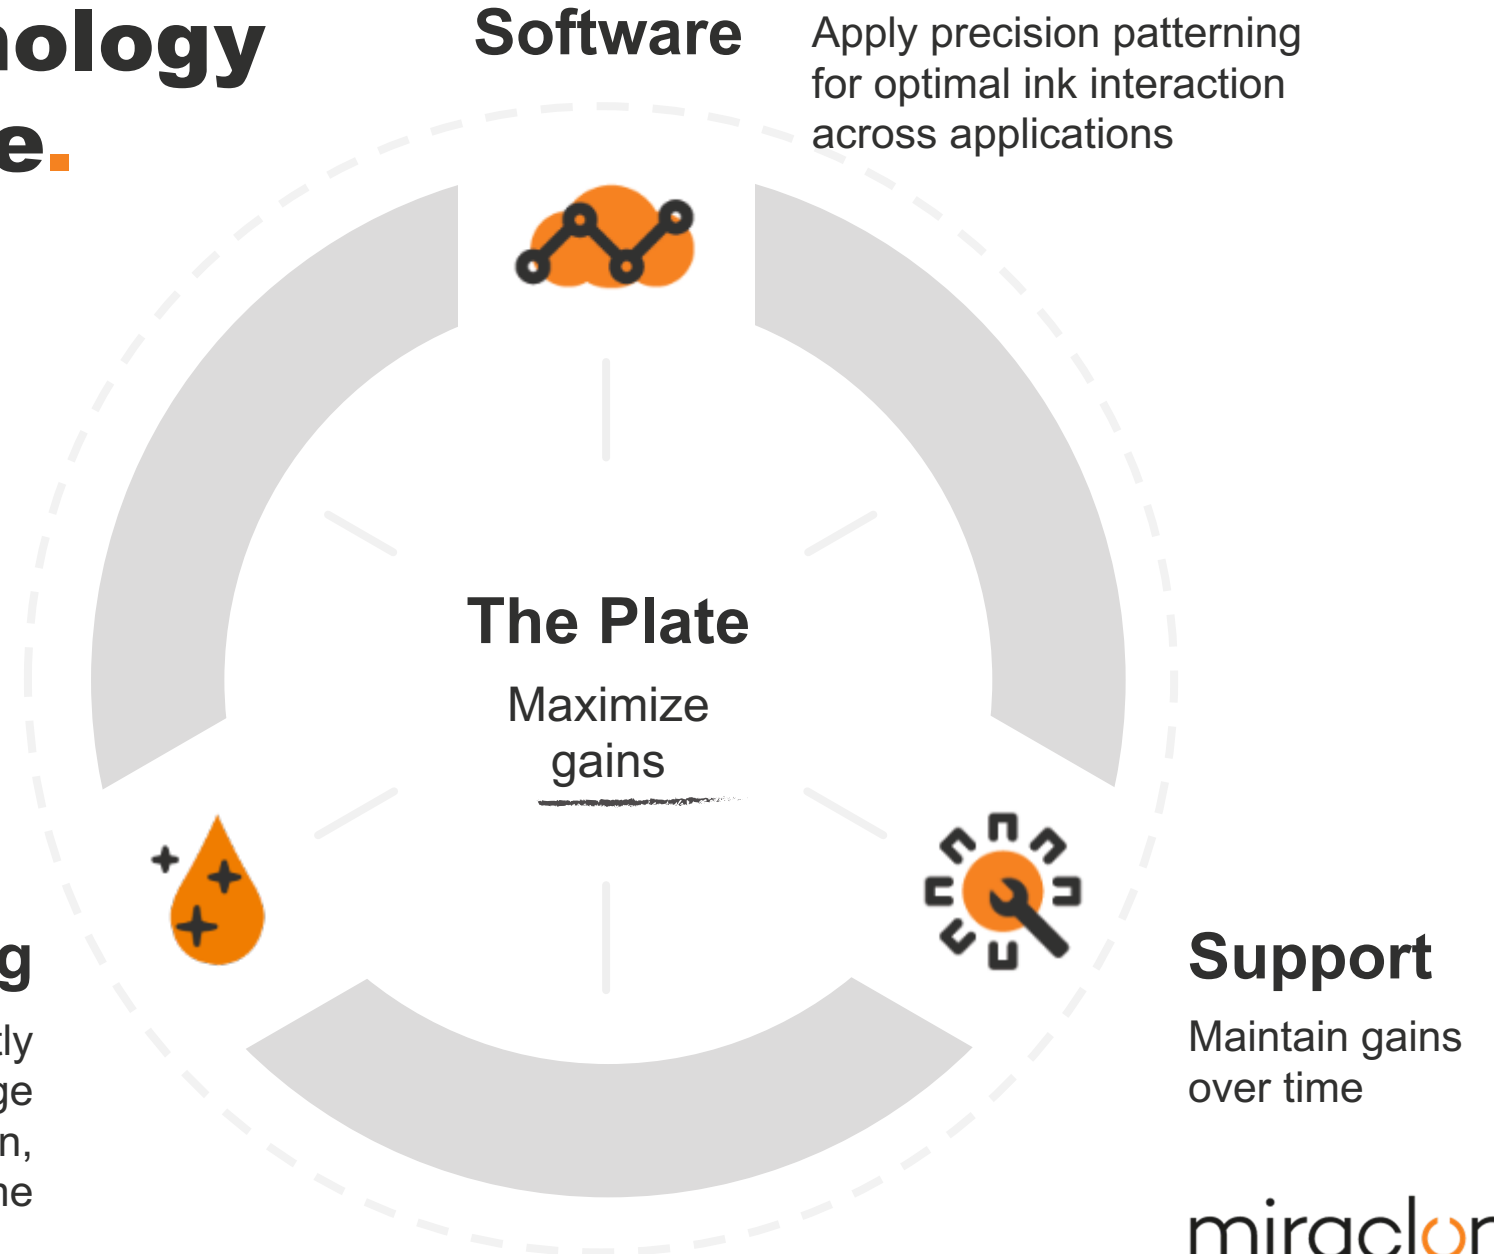 nology
e.
Software
Apply precision patterning
for optimal ink interaction
across applications
The Plate
Maximize
gains
g
tly
ge
n,
ne
Support
Maintain gains
over time
miraclon